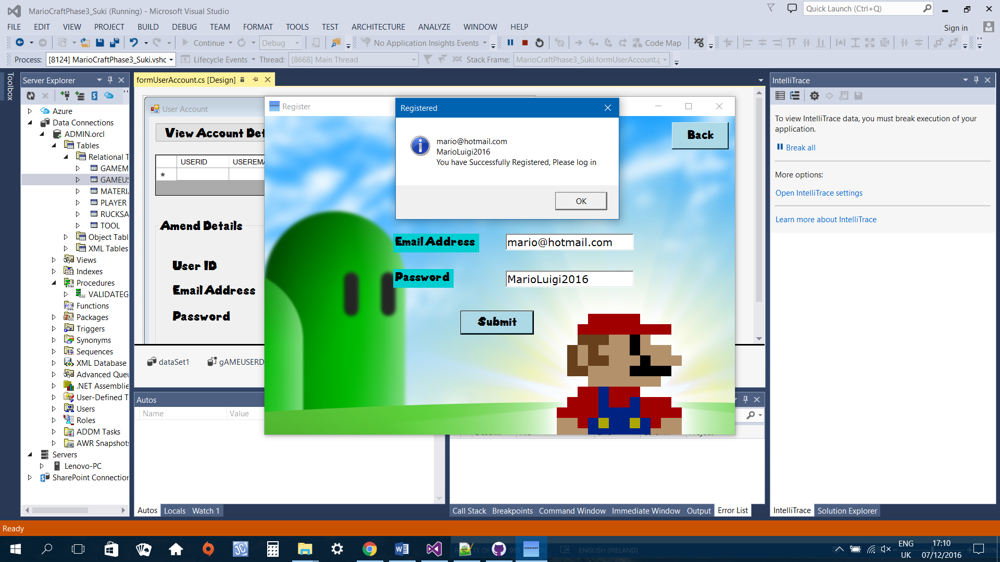 MarioCraftPhase3_Suki (Running) - Microsoft Visual Studio
Quick Launch (Ctrl+Q)
FILE EDIT VIEW PROJECT BUILD DEBUG TEAM FORMAT TOOLS TEST ARCHITECTURE ANALYZE WINDOW HELP
Sign in
Continue Debug No Application Insights Events Code Map
Process: [8124] MarioCraftPhase3_Suki.vshc Lifecycle Events Thread: [8668] Main Thread Stack Frame: MarioCraftPhase3_Suki.formUserAccount.g
Toolbox
Server Explorer
Azure
Data Connections
ADMIN.orcl
Tables
Relational T
GAMEM
GAMEUS
MATERI
PLAYER
RUCKSA
TOOL
Object Tabl
XML Tables
Views
Indexes
Procedures
VALIDATEG
Functions
Packages
Triggers
Synonyms
Sequences
XML Database
Advanced Que
.NET Assemblie
User-Defined T
Users
Roles
ADDM Tasks
AWR Snapshots
Servers
Lenovo-PC
SharePoint Connection
formUserAccount.cs [Design]
User Account
View Account Det
USERID USEREMA
*
Amend Details
User ID
Email Address
Password
dataSet1 gAMEUSERD
Register
Back
Registered
mario@hotmail.com
MarioLuigi2016
You have Successfully Registered, Please log in
OK
Email Address mario@hotmail.com
Password MarioLuigi2016
Submit
Autos
Name Value
Autos Locals Watch 1
Call Stack Breakpoints Command Window Immediate Window Output Error List
IntelliTrace
To view IntelliTrace data, you must break execution of your
application.
Break all
More options:
Open IntelliTrace settings
Learn more about IntelliTrace
IntelliTrace Solution Explorer
Ready
ENGLISH (IRELAND)
ENG
UK
17:10
07/12/2016